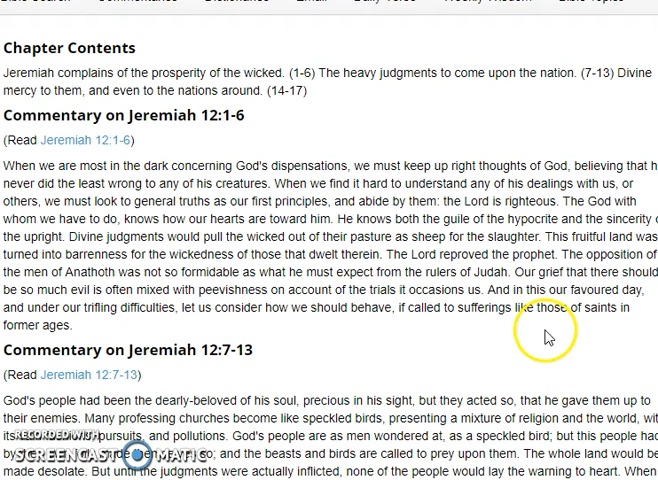 Bible Search Commentaries Dictionaries Email Daily Verse Weekly Wisdom Bible Topics
Chapter Contents
Jeremiah complains of the prosperity of the wicked. (1-6) The heavy judgments to come upon the nation. (7-13) Divine
mercy to them, and even to the nations around. (14-17)
Commentary on Jeremiah 12:1-6
(Read Jeremiah 12:1-6)
When we are most in the dark concerning God's dispensations, we must keep up right thoughts of God, believing that h
never did the least wrong to any of his creatures. When we find it hard to understand any of his dealings with us, or
others, we must look to general truths as our first principles, and abide by them: the Lord is righteous. The God with
whom we have to do, knows how our hearts are toward him. He knows both the guile of the hypocrite and the sincerity o
the upright. Divine judgments would pull the wicked out of their pasture as sheep for the slaughter. This fruitful land was
turned into barrenness for the wickedness of those that dwelt therein. The Lord reproved the prophet. The opposition of
the men of Anathoth was not so formidable as what he must expect from the rulers of Judah. Our grief that there should
be so much evil is often mixed with peevishness on account of the trials it occasions us. And in this our favoured day,
and under our trifling difficulties, let us consider how we should behave, if called to sufferings like those of saints in
former ages.
Commentary on Jeremiah 12:7-13
(Read Jeremiah 12:7-13)
God's people had been the dearly-beloved of his soul, precious in his sight, but they acted so, that he gave them up to
their enemies. Many professing churches become like speckled birds, presenting a mixture of religion and the world, wit
its pursuits, and pollutions. God's people are as men wondered at, as a speckled bird; but this people had
RECORDED WITH
so; and the beasts and birds are called to prey upon them. The whole land would be
SCREENCAST MATIC
made desolate. But until the judgments were actually inflicted, none of the people would lay the warning to heart. When